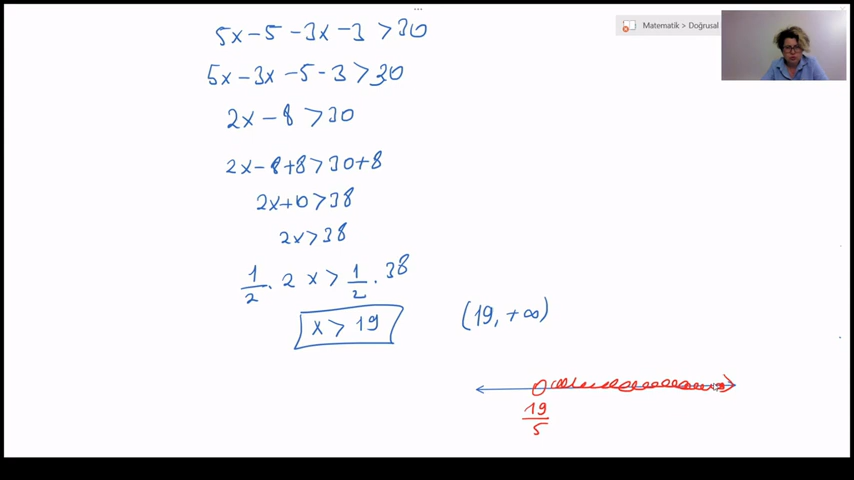 Matematik > Doğrusal
5x - 5 - 3x - 3 > 30
5x - 3x - 5 - 3 > 30
2x - 8 > 30
2x - 8 + 8 > 30 + 8
2x + 0 > 38
2x > 38
1/2 . 2 x > 1/2 . 38
x > 19
(19, +∞)
19/5